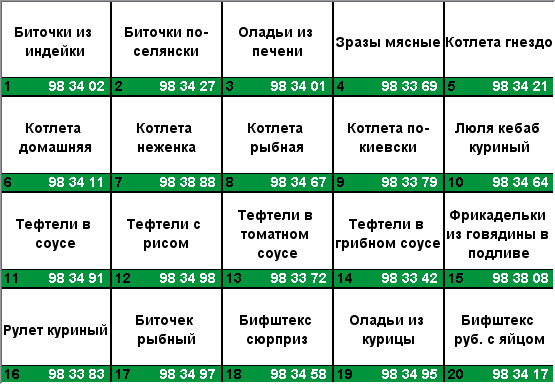 Биточки из
индейки
1 98 34 02
Биточки по-
селянски
2 98 34 27
Оладьи из
печени
3 98 34 01
Зразы мясные
4 98 33 69
Котлета гнездо
5 98 34 21
Котлета
домашняя
6 98 34 11
Котлета
неженка
7 98 38 88
Котлета
рыбная
8 98 34 67
Котлета по-
киевски
9 98 33 79
Люля кебаб
куриный
10 98 34 64
Тефтели в
соусе
11 98 34 91
Тефтели с
рисом
12 98 34 98
Тефтели в
томатном
соусе
13 98 33 72
Тефтели в
грибном соусе
14 98 33 42
Фрикадельки
из говядины в
подливе
15 98 38 08
Рулет куриный
16 98 33 83
Биточек
рыбный
17 98 34 97
Бифштекс
сюрприз
18 98 34 58
Оладьи из
курицы
19 98 34 95
Бифштекс
руб. с яйцом
20 98 34 17